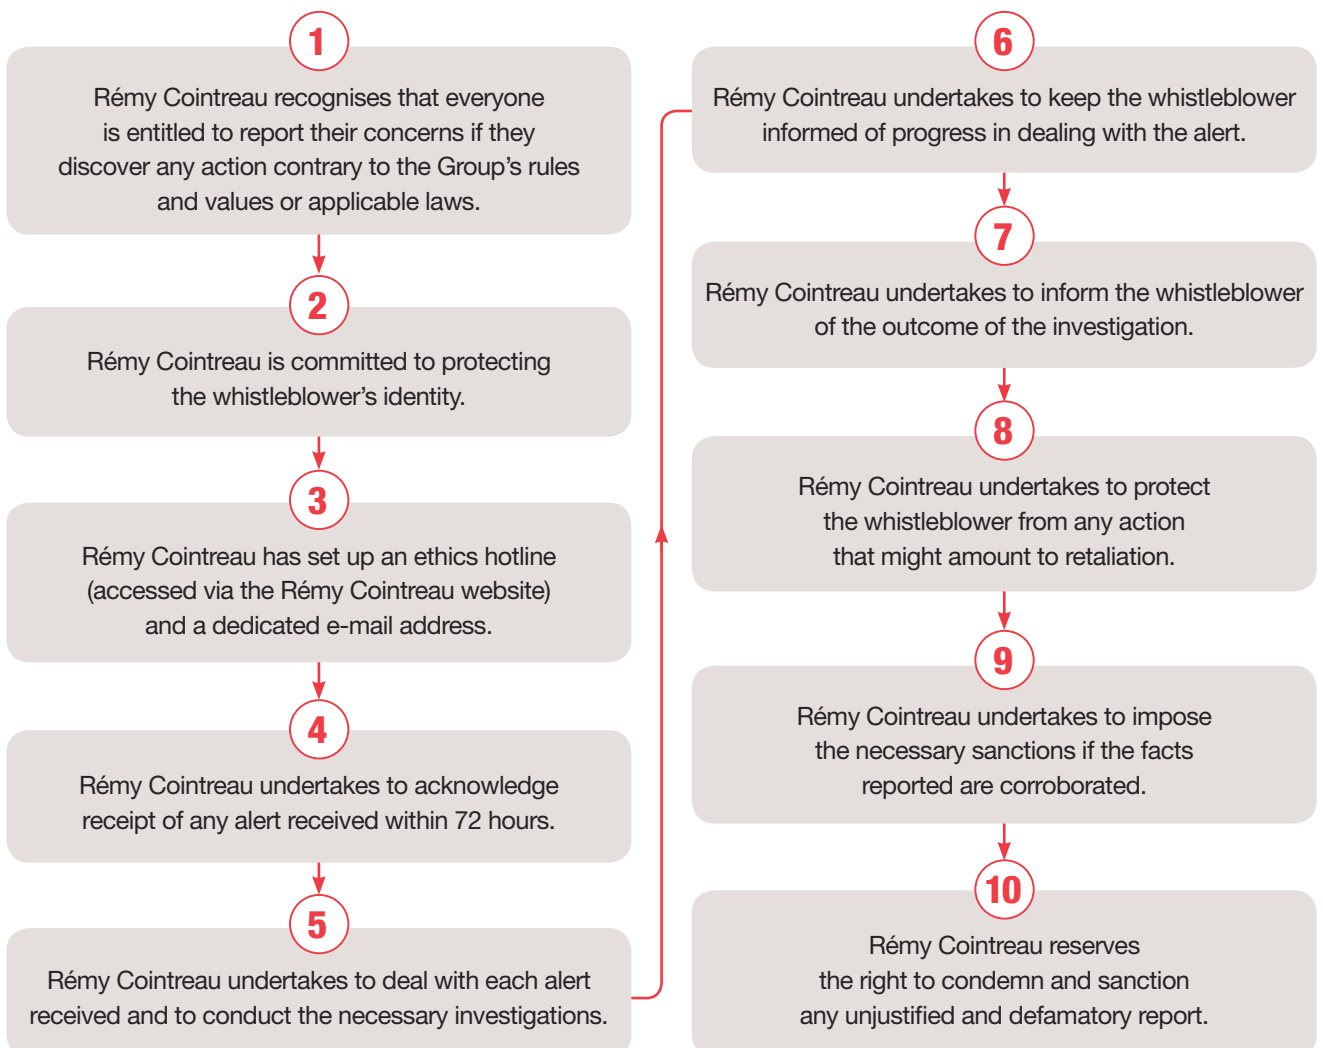 1
Rémy Cointreau recognises that everyone
is entitled to report their concerns if they
discover any action contrary to the Group’s rules
and values or applicable laws.
2
Rémy Cointreau is committed to protecting
the whistleblower’s identity.
3
Rémy Cointreau has set up an ethics hotline
(accessed via the Rémy Cointreau website)
and a dedicated e-mail address.
4
Rémy Cointreau undertakes to acknowledge
receipt of any alert received within 72 hours.
5
Rémy Cointreau undertakes to deal with each alert
received and to conduct the necessary investigations.
6
Rémy Cointreau undertakes to keep the whistleblower
informed of progress in dealing with the alert.
7
Rémy Cointreau undertakes to inform the whistleblower
of the outcome of the investigation.
8
Rémy Cointreau undertakes to protect
the whistleblower from any action
that might amount to retaliation.
9
Rémy Cointreau undertakes to impose
the necessary sanctions if the facts
reported are corroborated.
10
Rémy Cointreau reserves
the right to condemn and sanction
any unjustified and defamatory report.